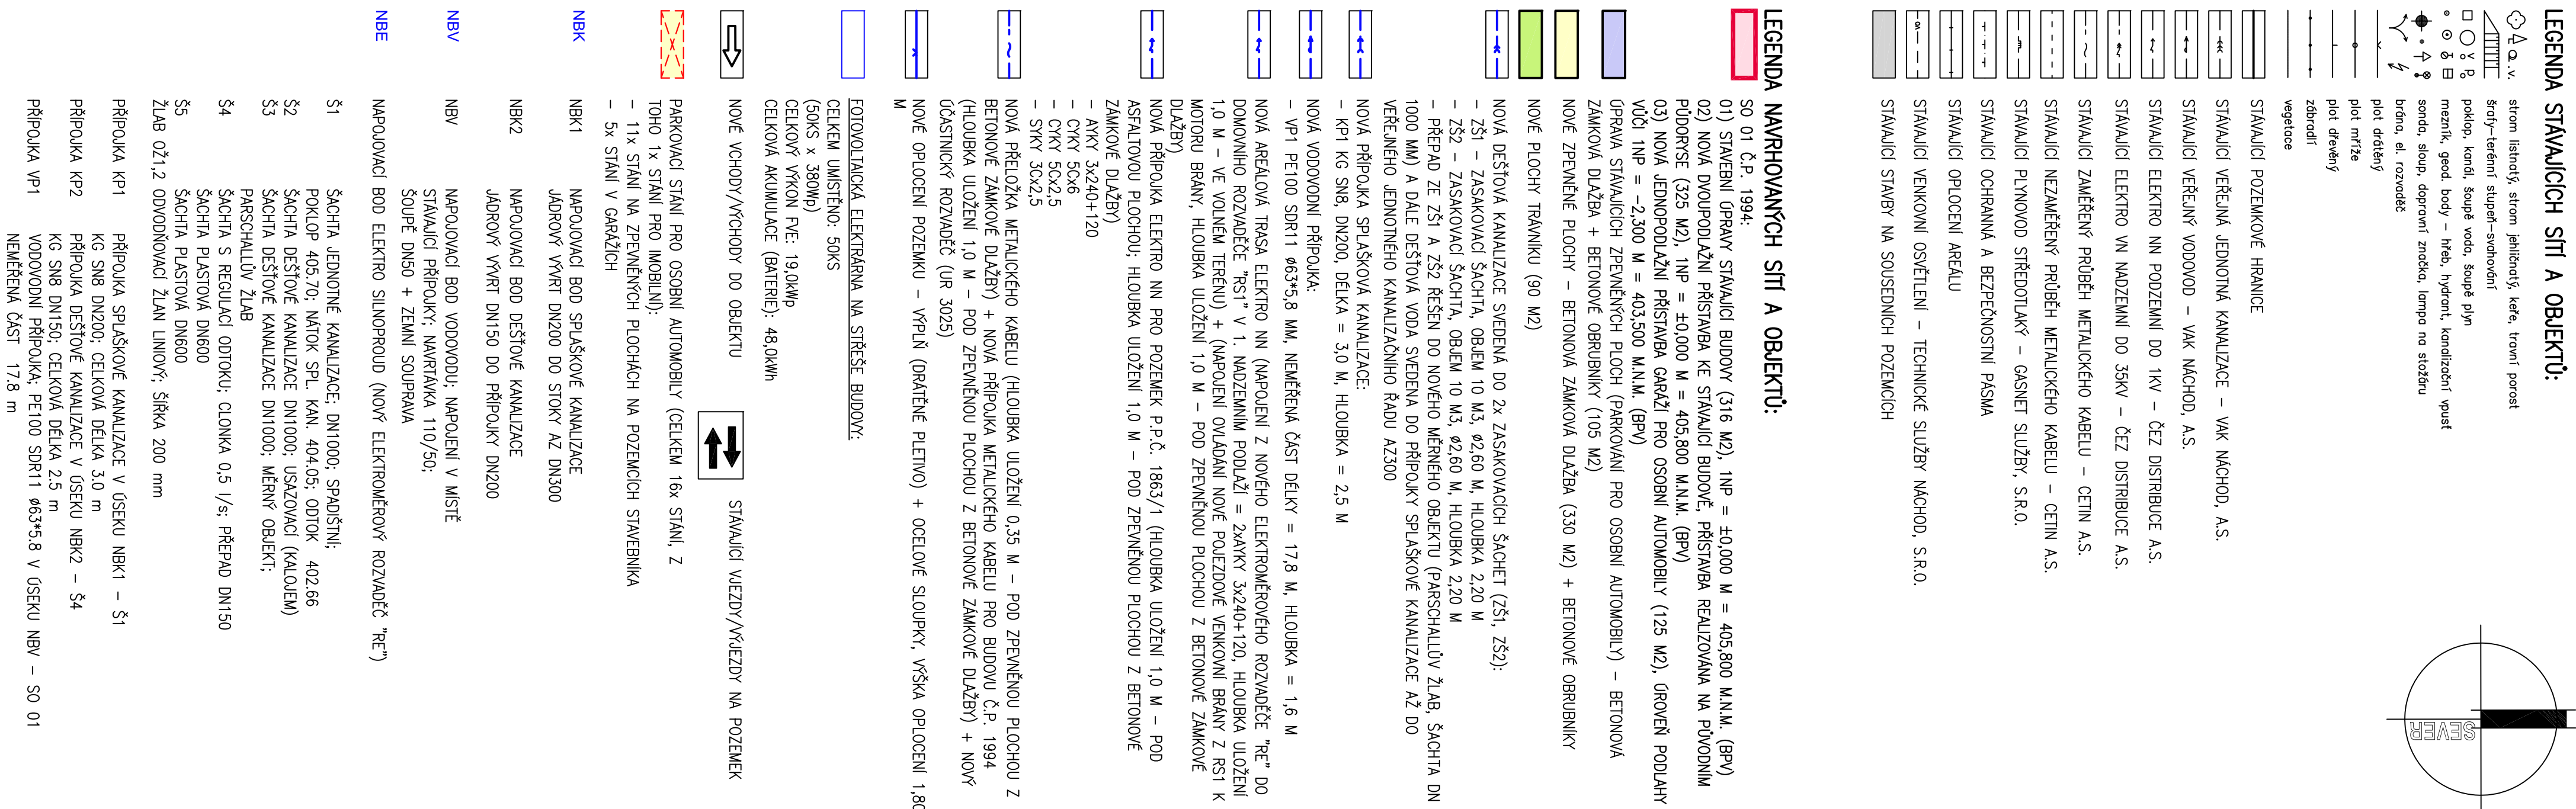 LEGENDA STÁVAJÍCÍCH SÍTÍ A OBJEKTŮ:
strom listnatý, strom jehličnatý, keře, travní porost
šrafy-terénní stupeň-svahování
poklop, kanál, šoupě voda, šoupě plyn
mezník, geod. body - hřeb, hydrant, kanalizační vpusť
sonda, sloup, dopravní značka, lampa na stožáru
brána, el. rozvaděč
plot drátěný
plot mříže
plot dřevěný
zábradlí
vegetace
STÁVAJÍCÍ POZEMKOVÉ HRANICE
STÁVAJÍCÍ VEŘEJNÁ JEDNOTNÁ KANALIZACE - VAK NÁCHOD, A.S.
STÁVAJÍCÍ VEŘEJNÝ VODOVOD - VAK NÁCHOD, A.S.
STÁVAJÍCÍ ELEKTRO NN PODZEMNÍ DO 1KV - ČEZ DISTRIBUCE A.S.
STÁVAJÍCÍ ELEKTRO VN NADZEMNÍ DO 35KV - ČEZ DISTRIBUCE A.S.
STÁVAJÍCÍ ZAMĚŘENÝ PRŮBĚH METALICKÉHO KABELU - CETIN A.S.
STÁVAJÍCÍ NEZAMĚŘENÝ PRŮBĚH METALICKÉHO KABELU - CETIN A.S.
STÁVAJÍCÍ PLYNOVOD STŘEDOTLAKÝ - GASNET SLUŽBY, S.R.O.
STÁVAJÍCÍ OCHRANNÁ A BEZPEČNOSTNÍ PÁSMA
STÁVAJÍCÍ OPLOCENÍ AREÁLU
STÁVAJÍCÍ VENKOVNÍ OSVĚTLENÍ - TECHNICKÉ SLUŽBY NÁCHOD, S.R.O.
STÁVAJÍCÍ STAVBY NA SOUSEDNÍCH POZEMCÍCH
SEVER
LEGENDA NAVRHOVANÝCH SÍTÍ A OBJEKTŮ:
SO 01 Č.P. 1994:
01) STAVEBNÍ ÚPRAVY STÁVAJÍCÍ BUDOVY (316 M2), 1NP = ±0,000 M = 405,800 M.N.M. (BPV)
02) NOVÁ DVOUPODLAŽNÍ PŘÍSTAVBA KE STÁVAJÍCÍ BUDOVĚ, PŘÍSTAVBA REALIZOVÁNA NA PŮVODNÍM
PŮDORYSE (325 M2), 1NP = ±0,000 M = 405,800 M.N.M. (BPV)
03) NOVÁ JEDNOPODLAŽNÍ PŘÍSTAVBA GARÁŽÍ PRO OSOBNÍ AUTOMOBILY (125 M2), ÚROVEŇ PODLAHY
VŮČI 1NP = -2,300 M = 403,500 M.N.M. (BPV)
ÚPRAVA STÁVAJÍCÍCH ZPEVNĚNÝCH PLOCH (PARKOVÁNÍ PRO OSOBNÍ AUTOMOBILY) - BETONOVÁ
ZÁMKOVÁ DLAŽBA + BETONOVÉ OBRUBNÍKY (105 M2)
NOVÉ ZPEVNĚNÉ PLOCHY - BETONOVÁ ZÁMKOVÁ DLAŽBA (330 M2) + BETONOVÉ OBRUBNÍKY
NOVÉ PLOCHY TRÁVNÍKU (90 M2)
NOVÁ DEŠŤOVÁ KANALIZACE SVEDENÁ DO 2x ZASAKOVACÍCH ŠACHET (ZŠ1, ZŠ2):
- ZŠ1 - ZASAKOVACÍ ŠACHTA, OBJEM 10 M3, Ø2,60 M, HLOUBKA 2,20 M
- ZŠ2 - ZASAKOVACÍ ŠACHTA, OBJEM 10 M3, Ø2,60 M, HLOUBKA 2,20 M
- PŘEPAD ZE ZŠ1 A ZŠ2 ŘEŠEN DO NOVÉHO MĚRNÉHO OBJEKTU (PARSCHALLŮV ŽLAB, ŠACHTA DN
1000 MM) A DÁLE DEŠŤOVÁ VODA SVEDENA DO PŘÍPOJKY SPLAŠKOVÉ KANALIZACE AŽ DO
VEŘEJNÉHO JEDNOTNÉHO KANALIZAČNÍHO ŘADU AZ300
NOVÁ PŘÍPOJKA SPLAŠKOVÁ KANALIZACE:
- KP1 KG SN8, DN200, DÉLKA = 3,0 M, HLOUBKA = 2,5 M
NOVÁ VODOVODNÍ PŘÍPOJKA:
- VP1 PE100 SDR11 Ø63*5,8 MM, NEMĚŘENÁ ČÁST DÉLKY = 17,8 M, HLOUBKA = 1,6 M
NOVÁ AREÁLOVÁ TRASA ELEKTRO NN (NAPOJENÍ Z NOVÉHO ELEKTROMĚROVÉHO ROZVADĚČE "RE" DO
DOMOVNÍHO ROZVADĚČE "RS1" V 1. NADZEMNÍM PODLAŽÍ = 2xAYKY 3x240+120, HLOUBKA ULOŽENÍ
1,0 M - VE VOLNÉM TERÉNU) + (NAPOJENÍ OVLÁDÁNÍ NOVÉ POJEZDOVÉ VENKOVNÍ BRÁNY Z RS1 K
MOTORU BRÁNY, HLOUBKA ULOŽENÍ 1,0 M - POD ZPEVNĚNOU PLOCHOU Z BETONOVÉ ZÁMKOVÉ
DLAŽBY)
NOVÁ PŘÍPOJKA ELEKTRO NN PRO POZEMEK P.P.Č. 1863/1 (HLOUBKA ULOŽENÍ 1,0 M - POD
ASFALTOVOU PLOCHOU; HLOUBKA ULOŽENÍ 1,0 M - POD ZPEVNĚNOU PLOCHOU Z BETONOVÉ
ZÁMKOVÉ DLAŽBY)
- AYKY 3x240+120
- CYKY 5Cx6
- CYKY 5Cx2,5
- SYKY 3Cx2,5
NOVÁ PŘELOŽKA METALICKÉHO KABELU (HLOUBKA ULOŽENÍ 0,35 M - POD ZPEVNĚNOU PLOCHOU Z
BETONOVÉ ZÁMKOVÉ DLAŽBY) + NOVÁ PŘÍPOJKA METALICKÉHO KABELU PRO BUDOVU Č.P. 1994
(HLOUBKA ULOŽENÍ 1,0 M - POD ZPEVNĚNOU PLOCHOU Z BETONOVÉ ZÁMKOVÉ DLAŽBY) + NOVÝ
ÚČASTNICKÝ ROZVADĚČ (UR 3025)
NOVÉ OPLOCENÍ POZEMKU - VÝPLŇ (DRÁTĚNÉ PLETIVO) + OCELOVÉ SLOUPKY, VÝŠKA OPLOCENÍ 1,80
M
FOTOVOLTAICKÁ ELEKTRÁRNA NA STŘEŠE BUDOVY:
CELKEM UMÍSTĚNO: 50KS
(50KS x 380Wp)
CELKOVÝ VÝKON FVE: 19,0kWp
CELKOVÁ AKUMULACE (BATERIE): 48,0kWh
NOVÉ VCHODY/VÝCHODY DO OBJEKTU
STÁVAJÍCÍ VJEZDY/VÝJEZDY NA POZEMEK
PARKOVACÍ STÁNÍ PRO OSOBNÍ AUTOMOBILY (CELKEM 16x STÁNÍ, Z
TOHO 1x STÁNÍ PRO IMOBILNÍ):
- 11x STÁNÍ NA ZPEVNĚNÝCH PLOCHÁCH NA POZEMCÍCH STAVEBNÍKA
- 5x STÁNÍ V GARÁŽÍCH
NBK NBK1 NAPOJOVACÍ BOD SPLAŠKOVÉ KANALIZACE
JÁDROVÝ VÝVRT DN200 DO STOKY AZ DN300
NBK2 NAPOJOVACÍ BOD DEŠŤOVÉ KANALIZACE
JÁDROVÝ VÝVRT DN150 DO PŘÍPOJKY DN200
NBV NBV NAPOJOVACÍ BOD VODOVODU; NAPOJENÍ V MÍSTĚ
STÁVAJÍCÍ PŘÍPOJKY; NAVRTÁVKA 110/50;
ŠOUPĚ DN50 + ZEMNÍ SOUPRAVA
NBE NAPOJOVACÍ BOD ELEKTRO SILNOPROUD (NOVÝ ELEKTROMĚROVÝ ROZVADĚČ "RE")
Š1 ŠACHTA JEDNOTNÉ KANALIZACE; DN1000; SPADIŠTNÍ;
POKLOP 405.70; NÁTOK SPL. KAN. 404.05; ODTOK 402.66
Š2 ŠACHTA DEŠŤOVÉ KANALIZACE DN1000; USAZOVACÍ (KALOJEM)
Š3 ŠACHTA DEŠŤOVÉ KANALIZACE DN1000; MĚRNÝ OBJEKT;
PARSCHALLŮV ŽLAB
Š4 ŠACHTA S REGULACÍ ODTOKU; CLONKA 0,5 l/s; PŘEPAD DN150
ŠACHTA PLASTOVÁ DN600
Š5 ŠACHTA PLASTOVÁ DN600
ŽLAB OŽ1,2 ODVODŇOVACÍ ŽLAN LINIOVÝ; ŠÍŘKA 200 mm
PŘÍPOJKA KP1 PŘÍPOJKA SPLAŠKOVÉ KANALIZACE V ÚSEKU NBK1 - Š1
KG SN8 DN200; CELKOVÁ DÉLKA 3.0 m
PŘÍPOJKA KP2 PŘÍPOJKA DEŠŤOVÉ KANALIZACE V ÚSEKU NBK2 - Š4
KG SN8 DN150; CELKOVÁ DÉLKA 2.5 m
PŘÍPOJKA VP1 VODOVODNÍ PŘÍPOJKA; PE100 SDR11 Ø63*5.8 V ÚSEKU NBV - SO 01
NEMĚŘENÁ ČÁST 17.8 m